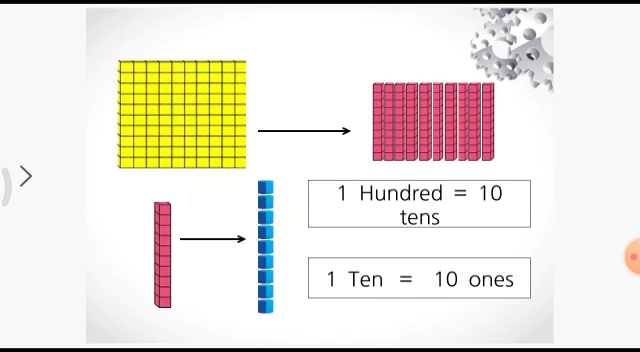 1 Hundred = 10
tens
1 Ten = 10 ones